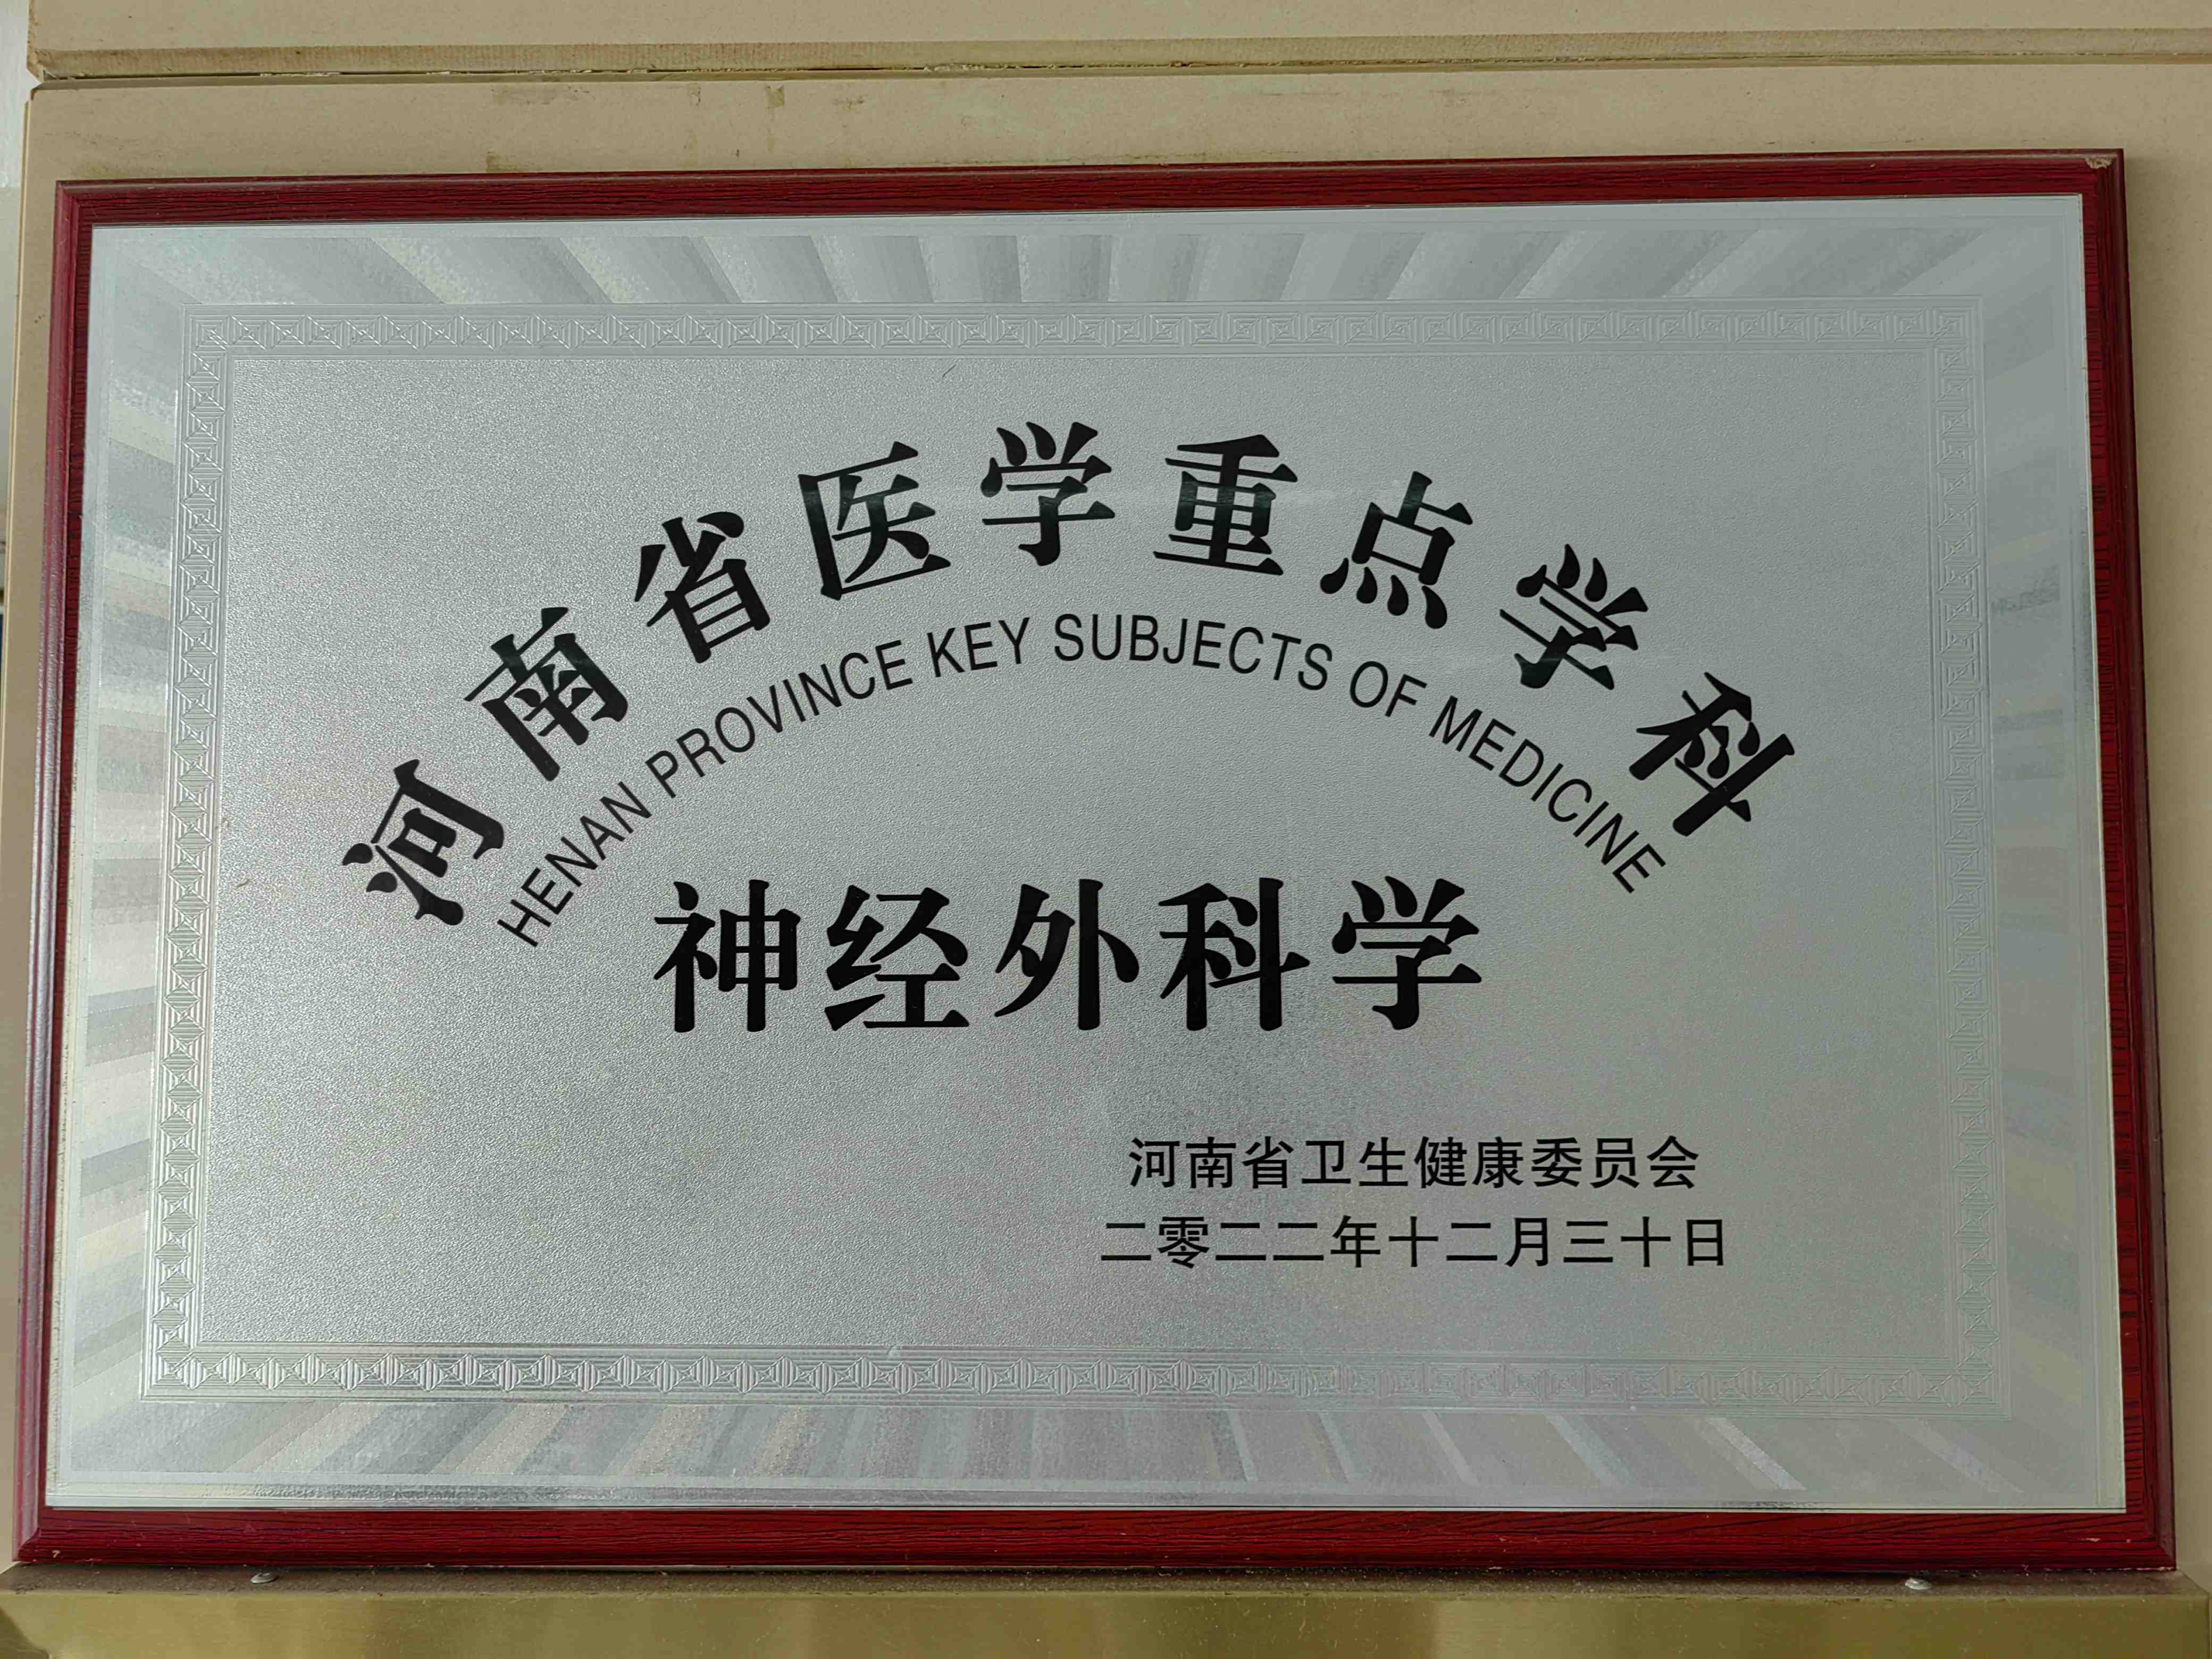 河南省医学重点学科
HENAN PROVINCE KEY SUBJECTS OF MEDICINE
神经外科学
河南省卫生健康委员会
二零二二年十二月三十日